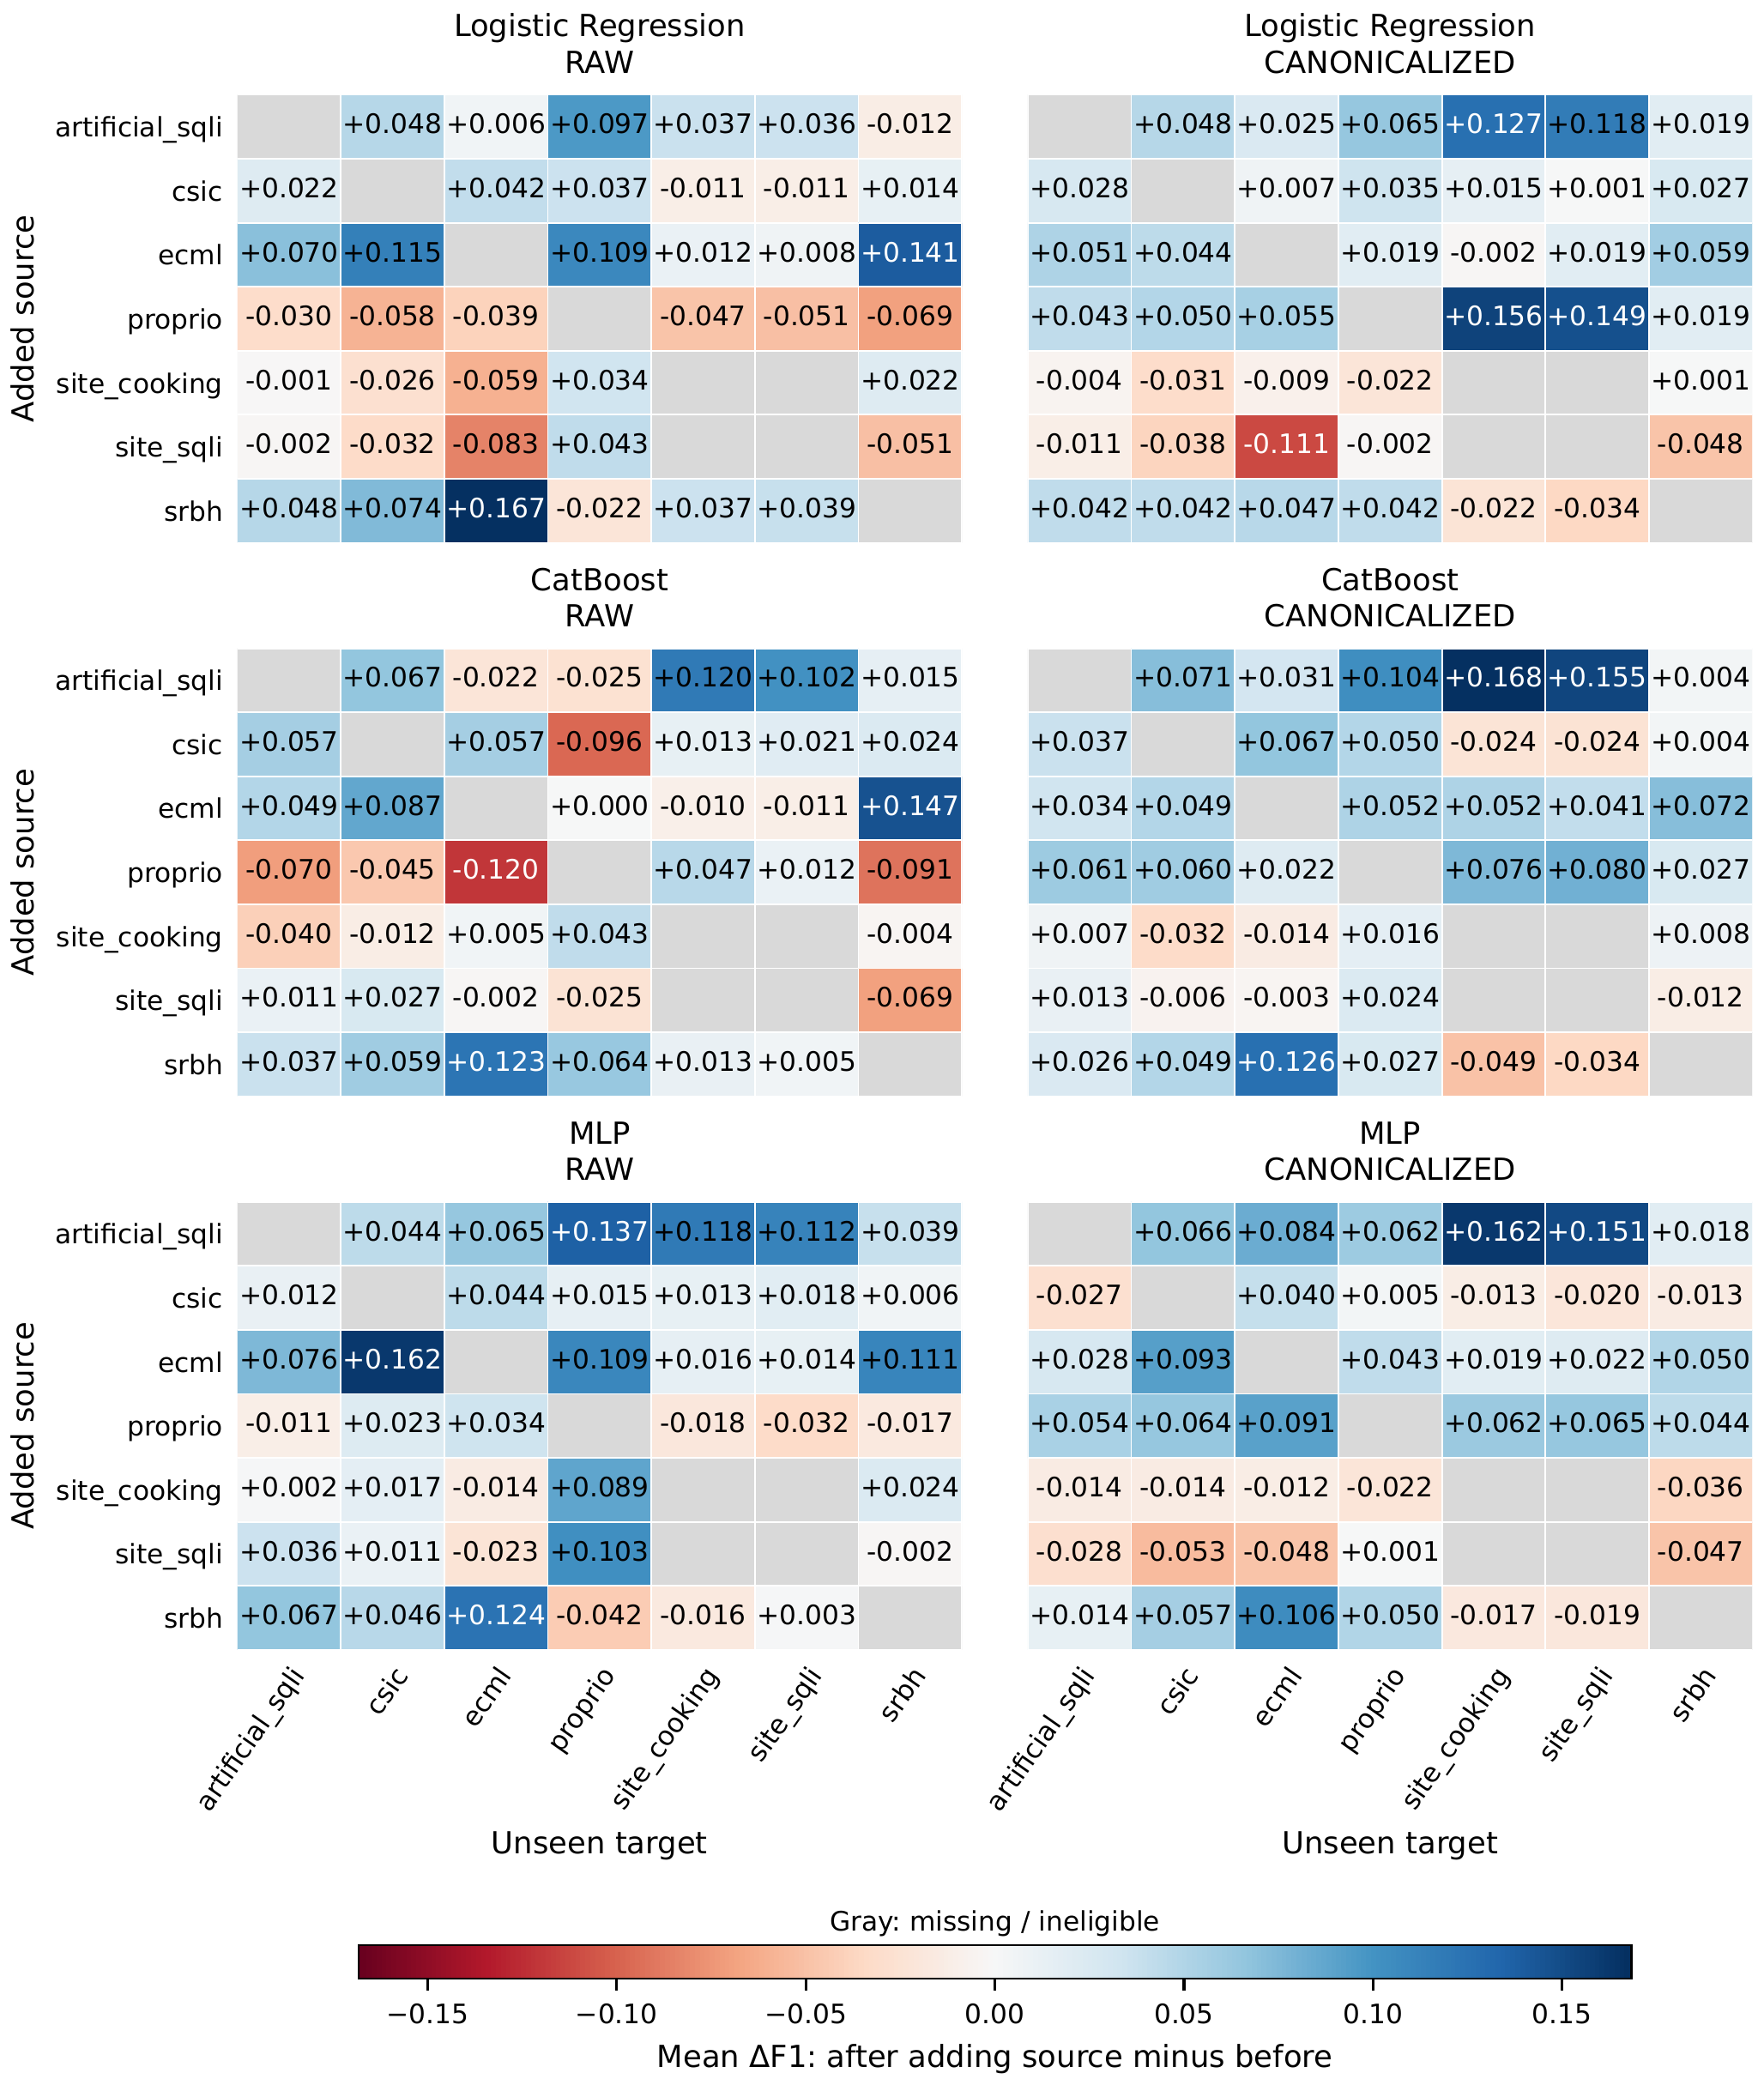 Logistic Regression
RAW
Logistic Regression
CANONICALIZED
Added source
artificial_sqli +0.048 +0.006 +0.097 +0.037 +0.036 -0.012 +0.048 +0.025 +0.065 +0.127 +0.118 +0.019
csic +0.022 +0.042 +0.037 -0.011 -0.011 +0.014 +0.028 +0.007 +0.035 +0.015 +0.001 +0.027
ecml +0.070 +0.115 +0.109 +0.012 +0.008 +0.141 +0.051 +0.044 +0.019 -0.002 +0.019 +0.059
proprio -0.030 -0.058 -0.039 -0.047 -0.051 -0.069 +0.043 +0.050 +0.055 +0.156 +0.149 +0.019
site_cooking -0.001 -0.026 -0.059 +0.034 +0.022 -0.004 -0.031 -0.009 -0.022 +0.001
site_sqli -0.002 -0.032 -0.083 +0.043 -0.051 -0.011 -0.038 -0.111 -0.002 -0.048
srbh +0.048 +0.074 +0.167 -0.022 +0.037 +0.039 +0.042 +0.042 +0.047 +0.042 -0.022 -0.034
CatBoost
RAW
CatBoost
CANONICALIZED
Added source
artificial_sqli +0.067 -0.022 -0.025 +0.120 +0.102 +0.015 +0.071 +0.031 +0.104 +0.168 +0.155 +0.004
csic +0.057 +0.057 -0.096 +0.013 +0.021 +0.024 +0.037 +0.067 +0.050 -0.024 -0.024 +0.004
ecml +0.049 +0.087 +0.000 -0.010 -0.011 +0.147 +0.034 +0.049 +0.052 +0.052 +0.041 +0.072
proprio -0.070 -0.045 -0.120 +0.047 +0.012 -0.091 +0.061 +0.060 +0.022 +0.076 +0.080 +0.027
site_cooking -0.040 -0.012 +0.005 +0.043 -0.004 +0.007 -0.032 -0.014 +0.016 +0.008
site_sqli +0.011 +0.027 -0.002 -0.025 -0.069 +0.013 -0.006 -0.003 +0.024 -0.012
srbh +0.037 +0.059 +0.123 +0.064 +0.013 +0.005 +0.026 +0.049 +0.126 +0.027 -0.049 -0.034
MLP
RAW
MLP
CANONICALIZED
Added source
artificial_sqli +0.044 +0.065 +0.137 +0.118 +0.112 +0.039 +0.066 +0.084 +0.062 +0.162 +0.151 +0.018
csic +0.012 +0.044 +0.015 +0.013 +0.018 +0.006 -0.027 +0.040 +0.005 -0.013 -0.020 -0.013
ecml +0.076 +0.162 +0.109 +0.016 +0.014 +0.111 +0.028 +0.093 +0.043 +0.019 +0.022 +0.050
proprio -0.011 +0.023 +0.034 -0.018 -0.032 -0.017 +0.054 +0.064 +0.091 +0.062 +0.065 +0.044
site_cooking +0.002 +0.017 -0.014 +0.089 +0.024 -0.014 -0.014 -0.012 -0.022 -0.036
site_sqli +0.036 +0.011 -0.023 +0.103 -0.002 -0.028 -0.053 -0.048 +0.001 -0.047
srbh +0.067 +0.046 +0.124 -0.042 -0.016 +0.003 +0.014 +0.057 +0.106 +0.050 -0.017 -0.019
artificial_sqli csic ecml proprio site_cooking site_sqli srbh artificial_sqli csic ecml proprio site_cooking site_sqli srbh
Unseen target Unseen target
Gray: missing / ineligible
−0.15 −0.10 −0.05 0.00 0.05 0.10 0.15
Mean ΔF1: after adding source minus before